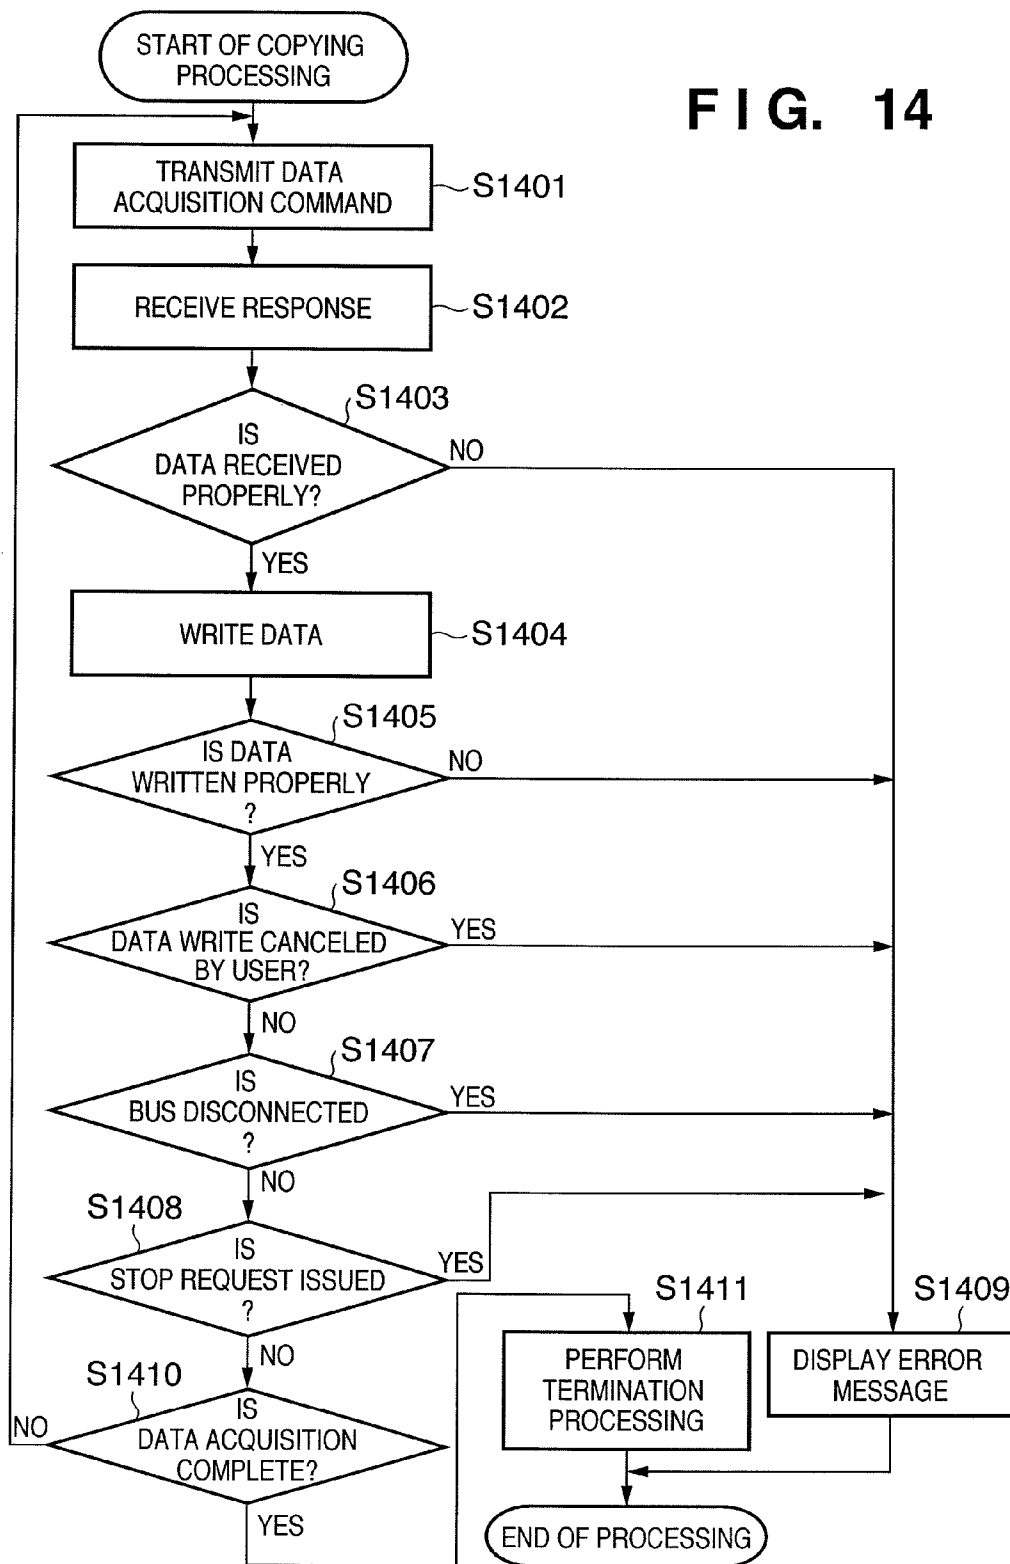 START OF COPYING
PROCESSING
FIG. 14
TRANSMIT DATA
ACQUISITION COMMAND
S1401
RECEIVE RESPONSE
S1402
S1403
IS
DATA RECEIVED
PROPERLY?
NO
YES
WRITE DATA
S1404
S1405
IS DATA
WRITTEN PROPERLY
?
NO
YES
S1406
IS
DATA WRITE CANCELED
BY USER?
YES
NO
S1407
IS
BUS DISCONNECTED
?
YES
NO
S1408
IS
STOP REQUEST ISSUED
?
YES
NO
S1410
IS
DATA ACQUISITION
COMPLETE?
NO
YES
S1411
PERFORM
TERMINATION
PROCESSING
S1409
DISPLAY ERROR
MESSAGE
END OF PROCESSING